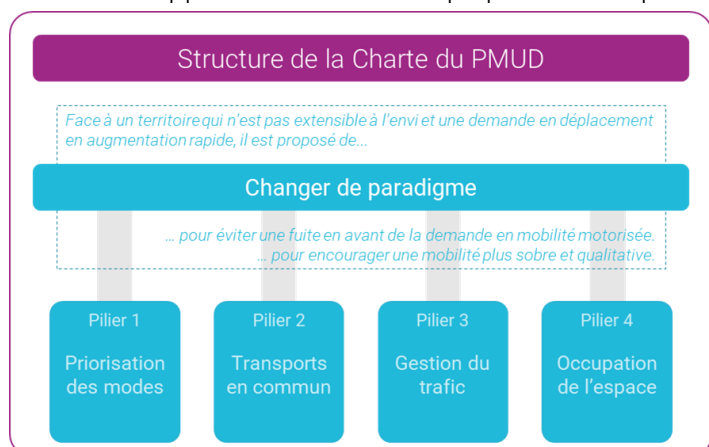 Structure de la Charte du PMUD
Face à un territoire qui n'est pas extensible à l'envi et une demande en déplacement
en augmentation rapide, il est proposé de...
Changer de paradigme
... pour éviter une fuite en avant de la demande en mobilité motorisée.
... pour encourager une mobilité plus sobre et qualitative.
Pilier 1
Priorisation
des modes
Pilier 2
Transports
en commun
Pilier 3
Gestion du
trafic
Pilier 4
Occupation
de l'espace